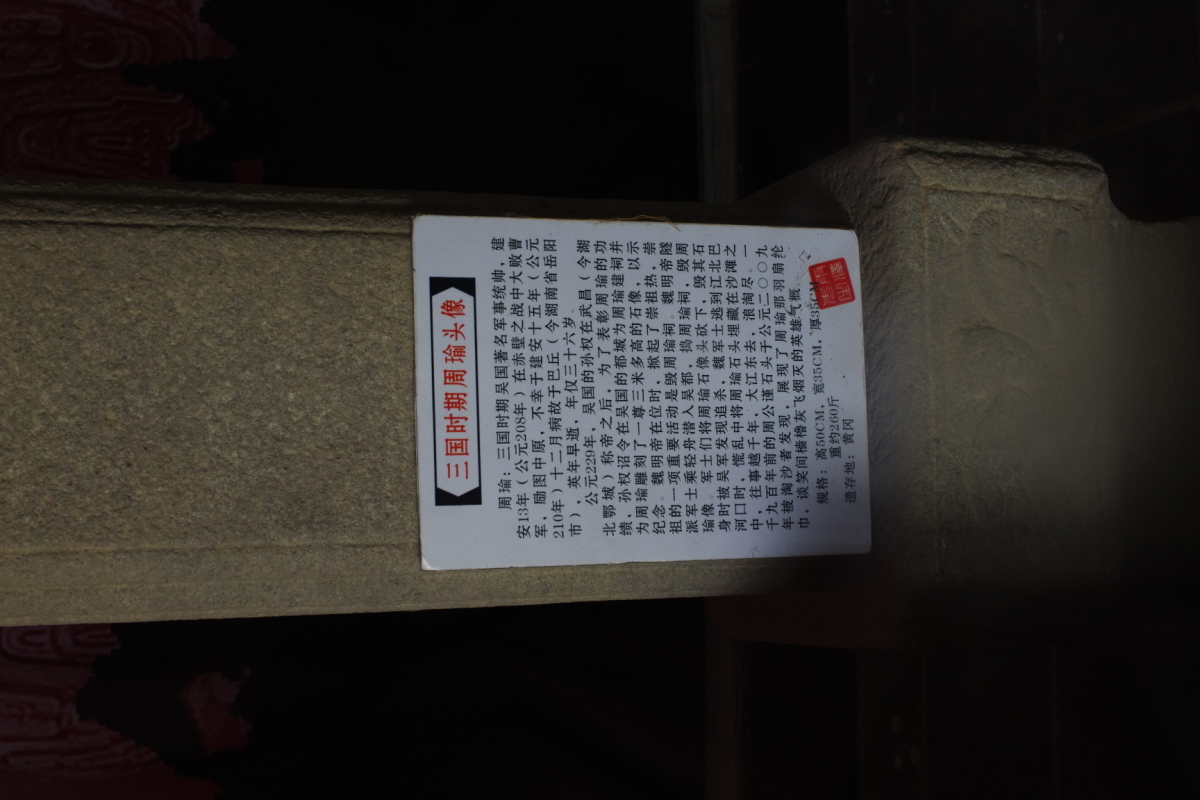 三国时期周瑜头像
周瑜：三国时期吴国著名军事统帅，建
安13年（公元208年）在赤壁之战中大败曹
军，励图中原，不幸于建安十五年（公元
210年）十二月病故于巴丘（今湖南省岳阳
市），英年早逝，年仅三十六岁。
公元229年，吴国的孙权在武昌（今湖
北鄂城）称帝之后，为了表彰周瑜的功
绩，孙权诏令在吴国的都城为周瑜建祠并
为周瑜雕刻了一尊三米多高的石像，以示
纪念。魏明帝在位时，掀起了崇祖热，崇
祖的一项重要活动是毁周瑜祠。魏明帝隧
派军士乘轻舟潜入吴都，捣周瑜祠，毁周
瑜像。军士们将周瑜石像头砍下，毁其石
身时被吴军发现追杀，魏军士逃到江北巴
河口时，慌乱中将周瑜石头埋藏在沙滩之
中，往事越千年，大江东去，浪淘尽。一
千九百年前的周公谨石头于公元二〇〇九
年被淘沙者发现，展现了周瑜那羽扇纶
巾，谈笑间樯橹灰飞烟灭的英雄气慨。
规格：高50CM，宽35CM，厚35CM，
重约260斤
遗存地：黄冈